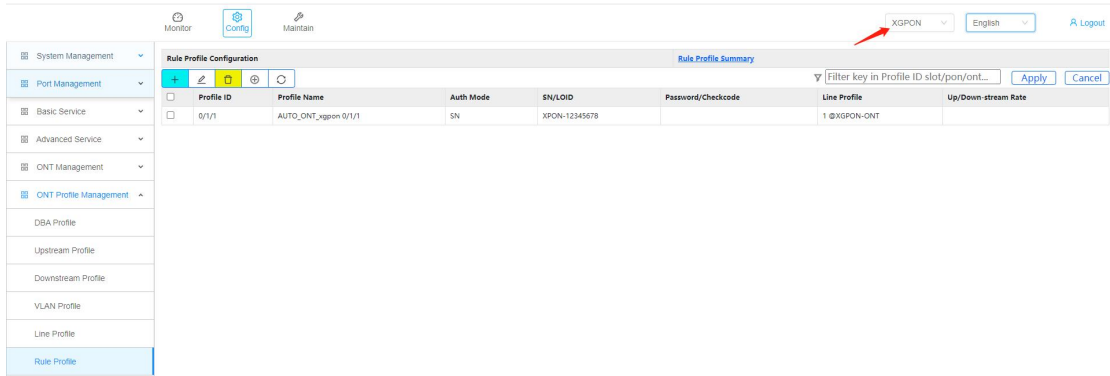 Monitor Config Maintain XGPON English Logout
System Management
Port Management
Basic Service
Advanced Service
ONT Management
ONT Profile Management
DBA Profile
Upstream Profile
Downstream Profile
VLAN Profile
Line Profile
Rule Profile
Rule Profile Configuration Rule Profile Summary
Filter key in Profile ID slot/pon/ont... Apply Cancel
Profile ID Profile Name Auth Mode SN/LOID Password/Checkcode Line Profile Up/Down-stream Rate
0/1/1 AUTO_ONT_xgpon 0/1/1 SN XPON-12345678 1 @XGPON-ONT